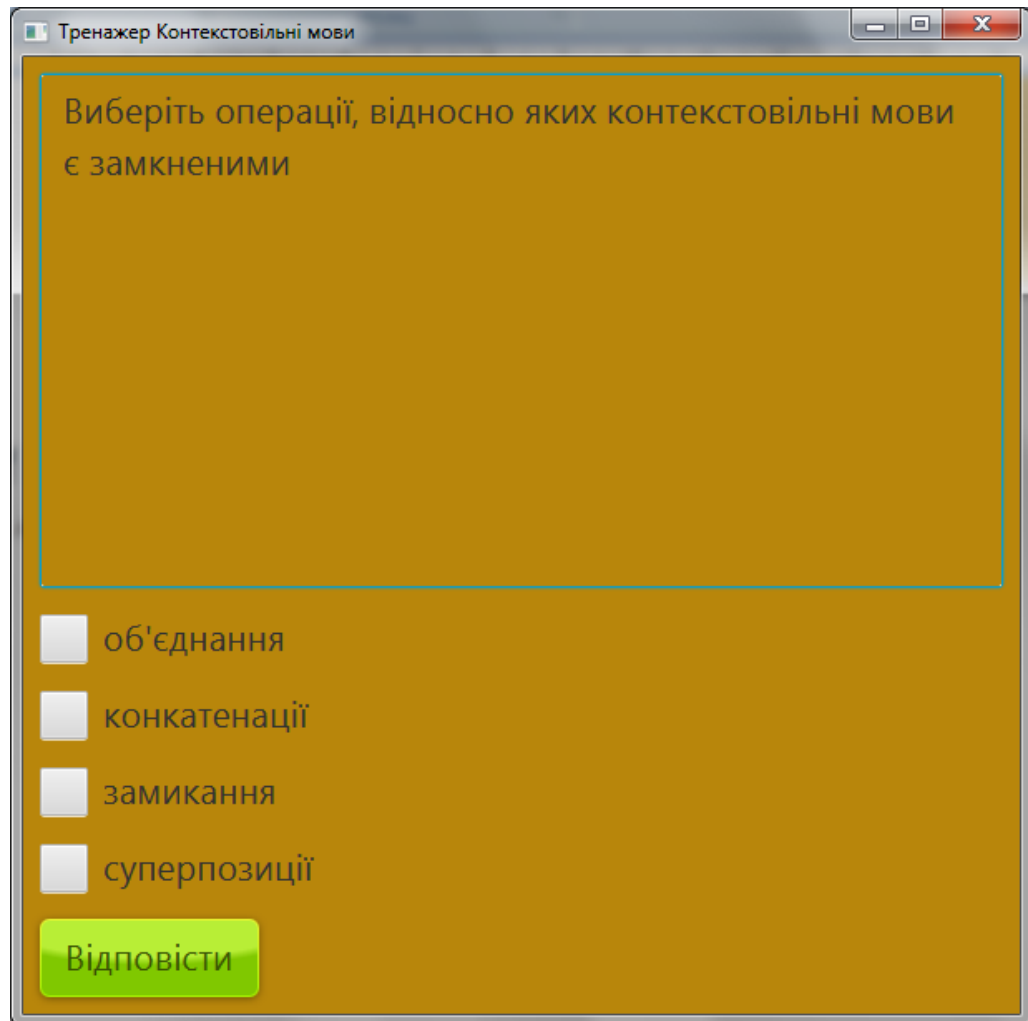 Тренажер Контекстовільні мови
Виберіть операції, відносно яких контекстовільні мови
є замкненими
об'єднання
конкатенації
замикання
суперпозиції
Відповісти